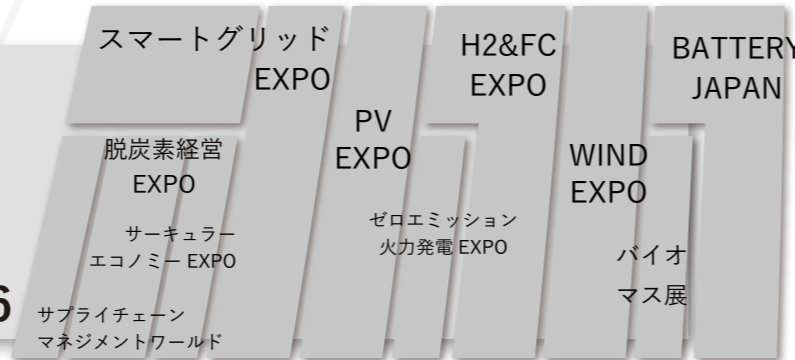 スマートグリッド
EXPO
脱炭素経営
EXPO
サーキュラー
エコノミー EXPO
サプライチェーン
マネジメントワールド
6
PV
EXPO
ゼロエミッション
火力発電 EXPO
H2&FC
EXPO
WIND
EXPO
バイオ
マス展
BATTERY
JAPAN